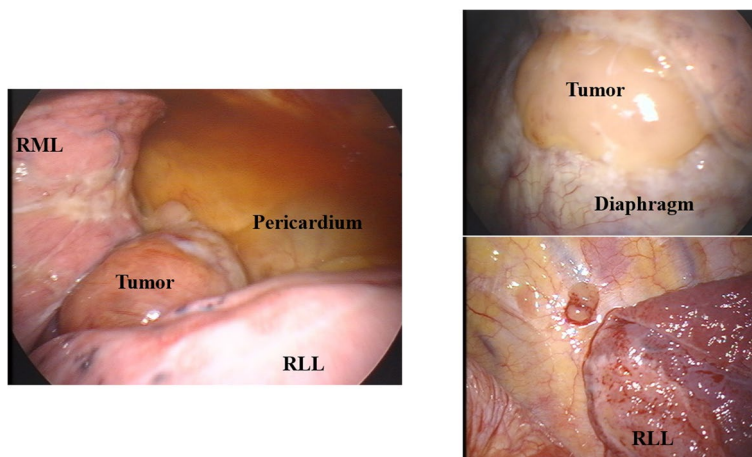 RML
Pericardium
Tumor
RLL
Tumor
Diaphragm
RLL